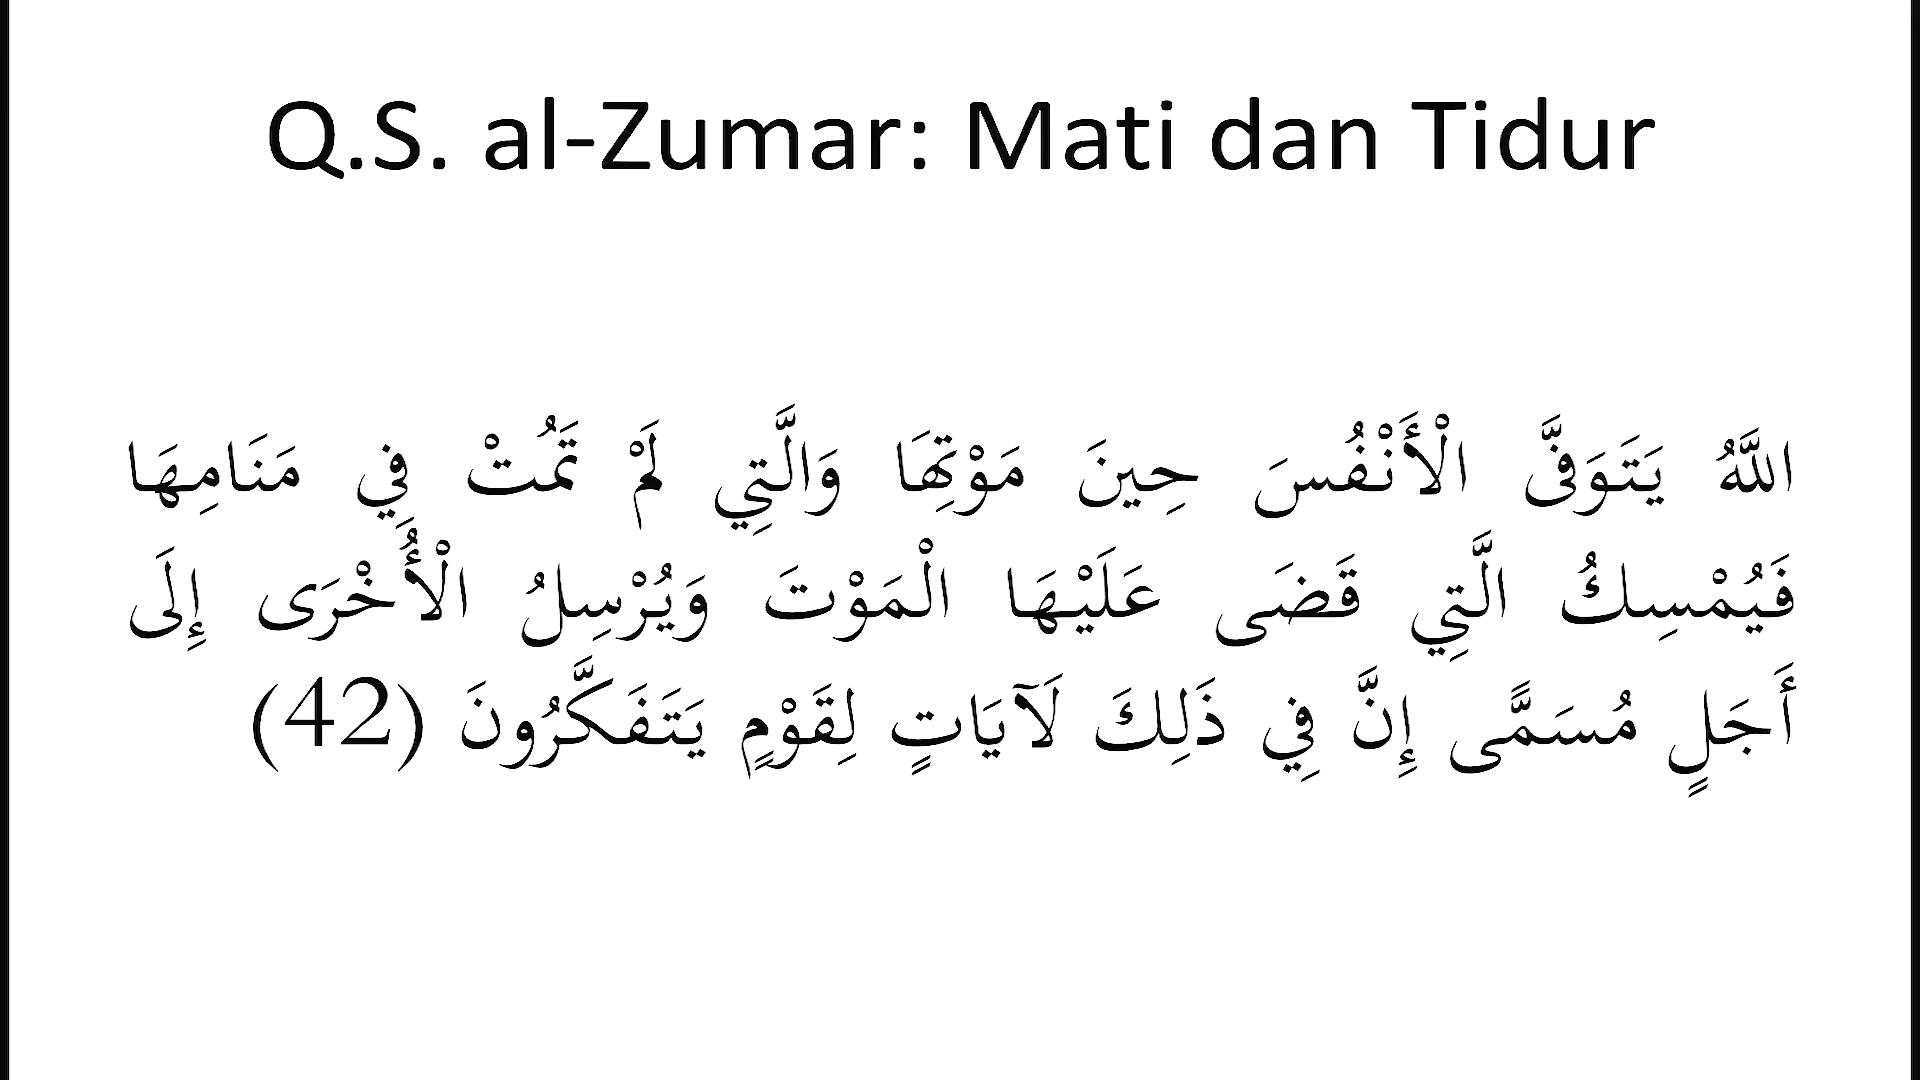 Q.S. al-Zumar: Mati dan Tidur
اللَّهُ يَتَوَفَّى الْأَنْفُسَ حِينَ مَوْتِهَا وَالَّتِي لَمْ تَمُتْ فِي مَنَامِهَا
فَيُمْسِكُ الَّتِي قَضَى عَلَيْهَا الْمَوْتَ وَيُرْسِلُ الْأُخْرَى إِلَى
أَجَلٍ مُسَمًّى إِنَّ فِي ذَلِكَ لَآيَاتٍ لِقَوْمٍ يَتَفَكَّرُونَ (42)